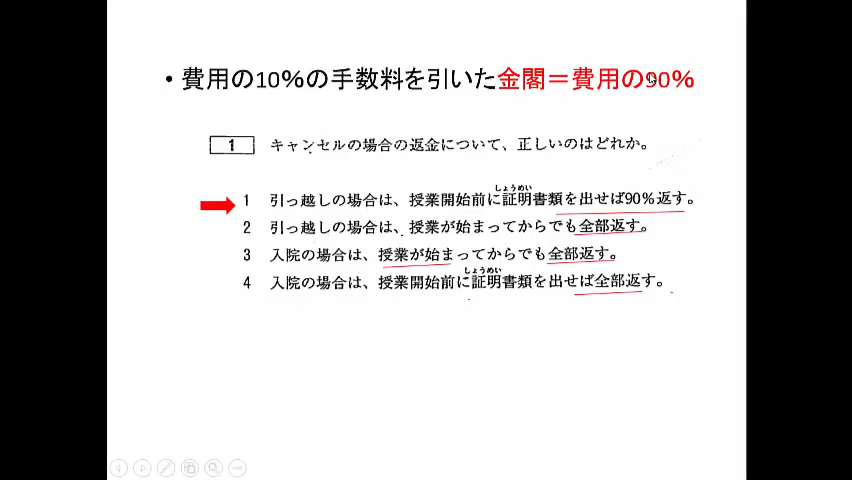 • 費用の10%の手数料を引いた金閣＝費用の90%
1 キャンセルの場合の返金について、正しいのはどれか。
しょうめい
1 引っ越しの場合は、授業開始前に証明書類を出せば90%返す。
2 引っ越しの場合は、授業が始まってからでも全部返す。
3 入院の場合は、授業が始まってからでも全部返す。
しょうめい
4 入院の場合は、授業開始前に証明書類を出せば全部返す。